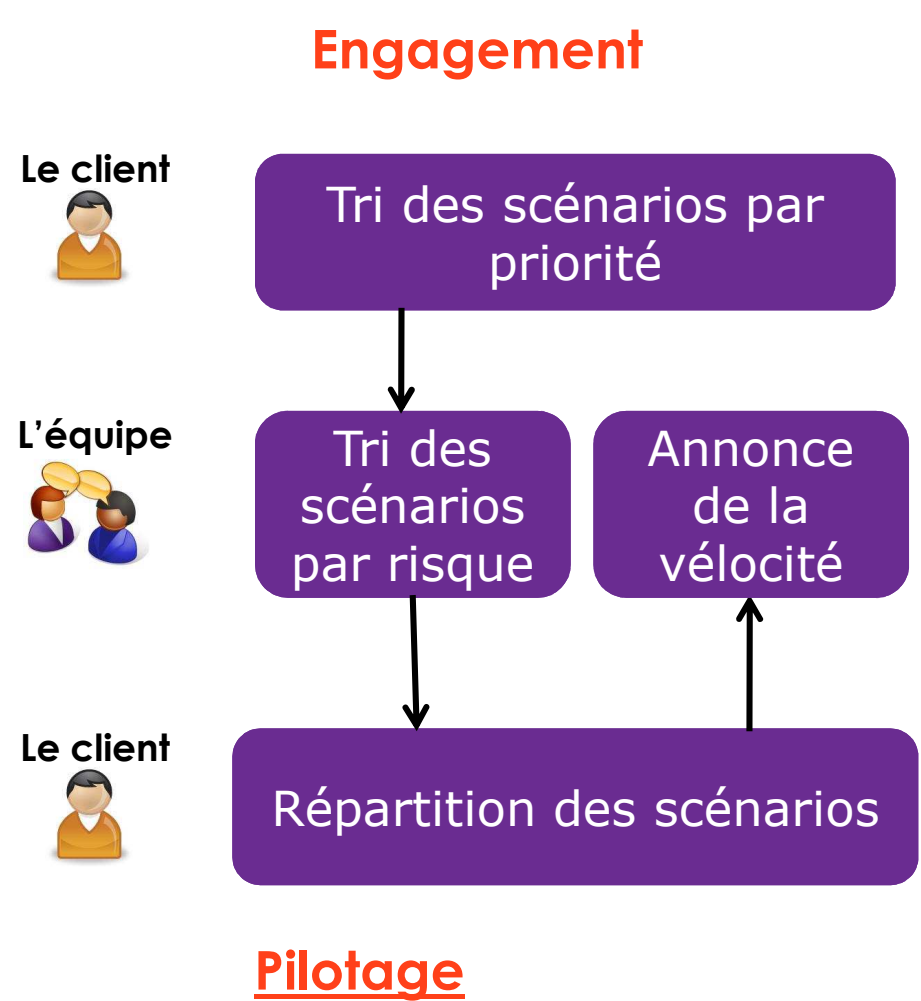 Engagement
Le client
Tri des scénarios par
priorité
L’équipe
Tri des
scénarios
par risque
Annonce
de la
vélocité
Le client
Répartition des scénarios
Pilotage